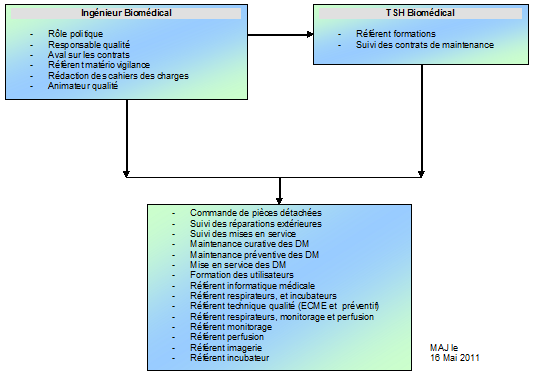 Ingénieur Biomédical
- Rôle politique
- Responsable qualité
- Aval sur les contrats
- Référent matério vigilance
- Rédaction des cahiers des charges
- Animateur qualité
TSH Biomédical
- Référent formations
- Suivi des contrats de maintenance
- Commande de pièces détachées
- Suivi des réparations extérieures
- Suivi des mises en service
- Maintenance curative des DM
- Maintenance préventive des DM
- Mise en service des DM
- Formation des utilisateurs
- Référent informatique médicale
- Référent respirateurs, et incubateurs
- Référent technique qualité (ECME et préventif)
- Référent respirateurs, monitorage et perfusion
- Référent monitorage
- Référent perfusion
- Référent imagerie
- Référent incubateur
MAJ le
16 Mai 2011